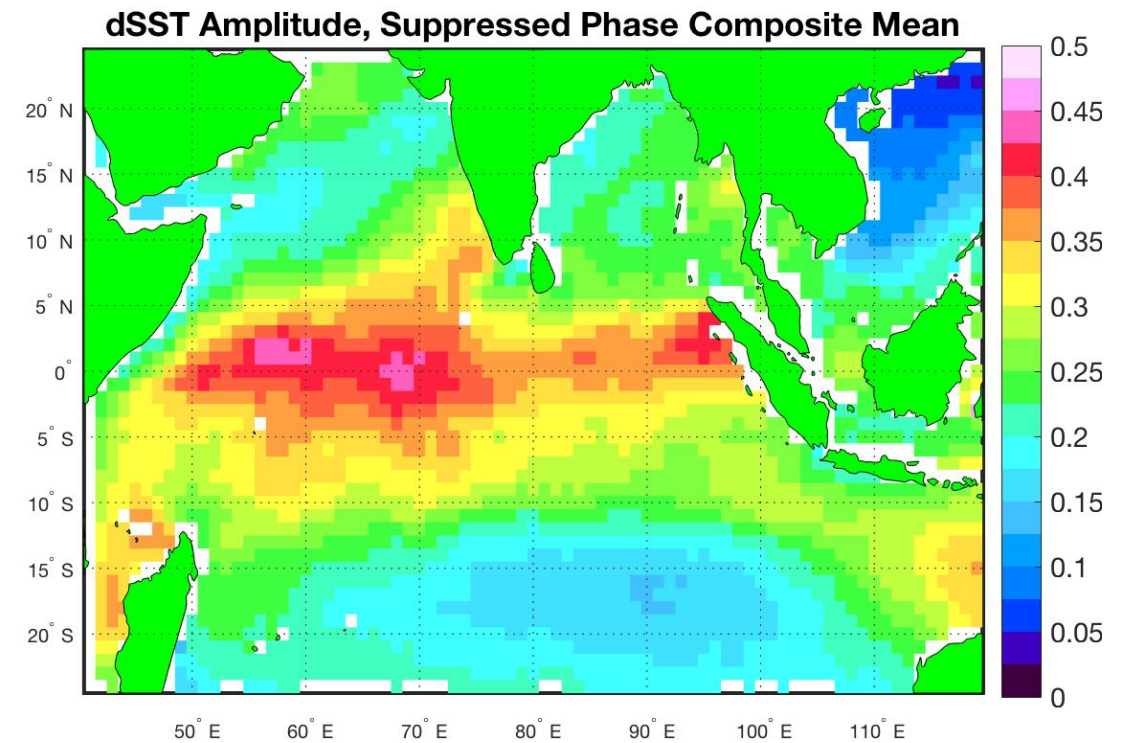 dSST Amplitude, Suppressed Phase Composite Mean
20° N
15° N
10° N
5° N
0°
5° S
10° S
15° S
20° S
50° E 60° E 70° E 80° E 90° E 100° E 110° E
0.5
0.45
0.4
0.35
0.3
0.25
0.2
0.15
0.1
0.05
0